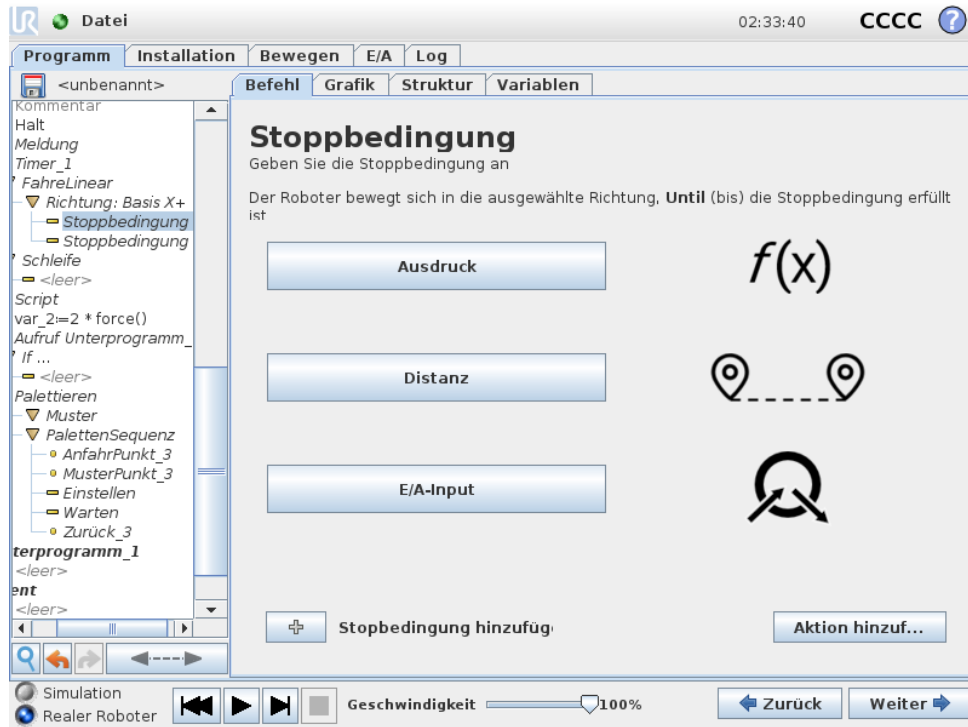 UR Datei 02:33:40 CCCC ?
Programm Installation Bewegen E/A Log
<unbenannt> Befehl Grafik Struktur Variablen
Kommentar
Halt
Meldung
Timer_1
FahreLinear
Richtung: Basis X+
Stoppbedingung
Stoppbedingung
Schleife
<leer>
Script
var_2:=2 * force()
Aufruf Unterprogramm_
If ...
<leer>
Palettieren
Muster
PalettenSequenz
AnfahrPunkt_3
MusterPunkt_3
Einstellen
Warten
Zurück_3
terprogramm_1
<leer>
ent
<leer>
Stoppbedingung
Geben Sie die Stoppbedingung an
Der Roboter bewegt sich in die ausgewählte Richtung, Until (bis) die Stoppbedingung erfüllt
ist
Ausdruck f(x)
Distanz
E/A-Input
Stopbedingung hinzufüg Aktion hinzuf...
Simulation
Realer Roboter
Geschwindigkeit 100%
Zurück Weiter